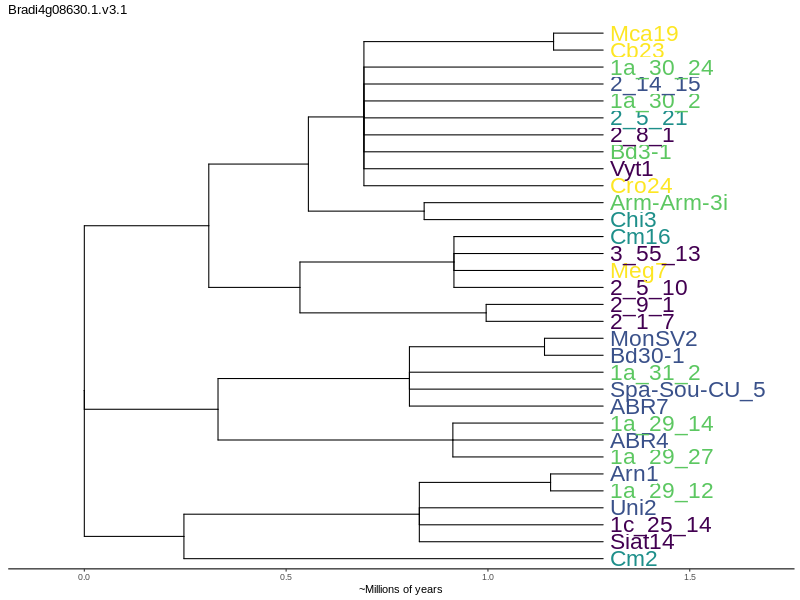 Bradi4g08630.1.v3.1
Mca19
Cb23
1a_30_24
2_14_15
1a_30_2
2_5_21
2_8_1
Bd3-1
Vyt1
Cro24
Arm-Arm-3i
Chi3
Cm16
3_55_13
Meg7
2_5_10
2_9_1
2_1_7
MonSV2
Bd30-1
1a_31_2
Spa-Sou-CU_5
ABR7
1a_29_14
ABR4
1a_29_27
Arn1
1a_29_12
Uni2
1c_25_14
Siat14
Cm2
0.0 0.5 1.0 1.5
~Millions of years